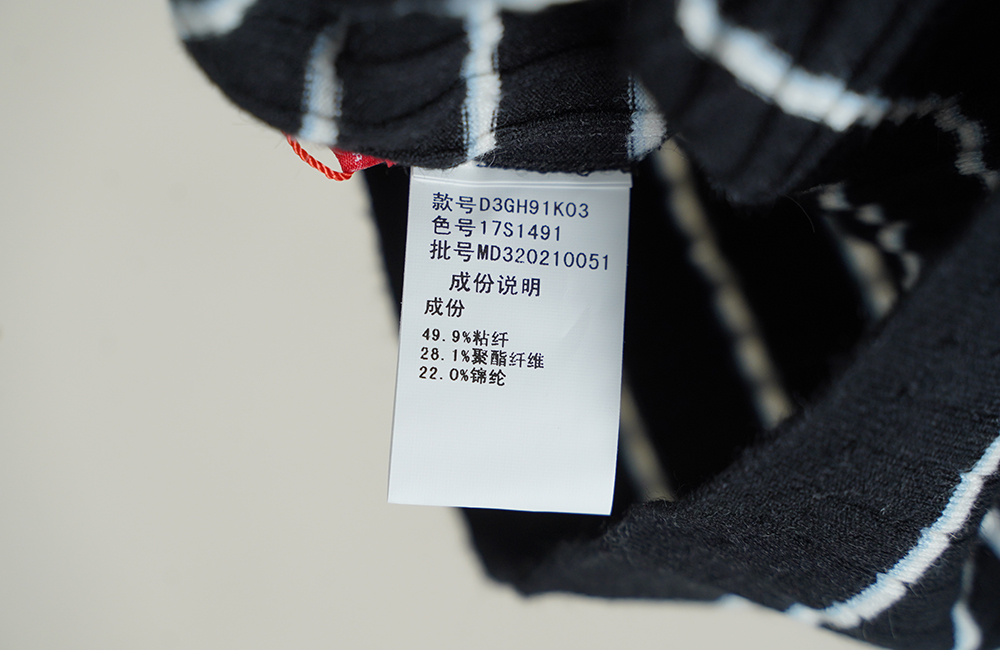 款号D3GH91K03
色号17S1491
批号MD320210051
成份说明
成份
49.9%粘纤
28.1%聚酯纤维
22.0%锦纶